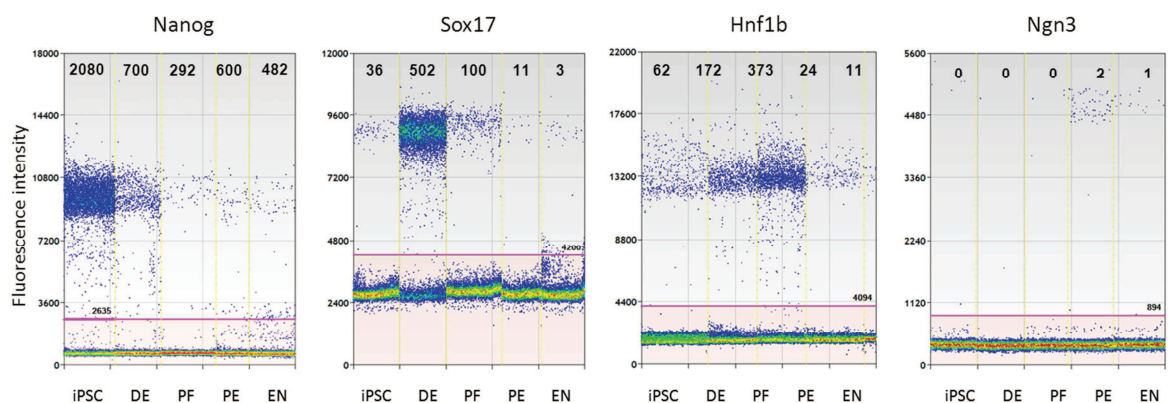 Nanog
Fluorescence intensity
18000
14400
10800
7200
3600
0
2080 700 292 600 482
2635
iPSC DE PF PE EN
Sox17
12000
9600
7200
4800
2400
0
36 502 100 11 3
4200
iPSC DE PF PE EN
Hnf1b
22000
17600
13200
8800
4400
0
62 172 373 24 11
4094
iPSC DE PF PE EN
Ngn3
5600
4480
3360
2240
1120
0
0 0 0 2 1
894
iPSC DE PF PE EN